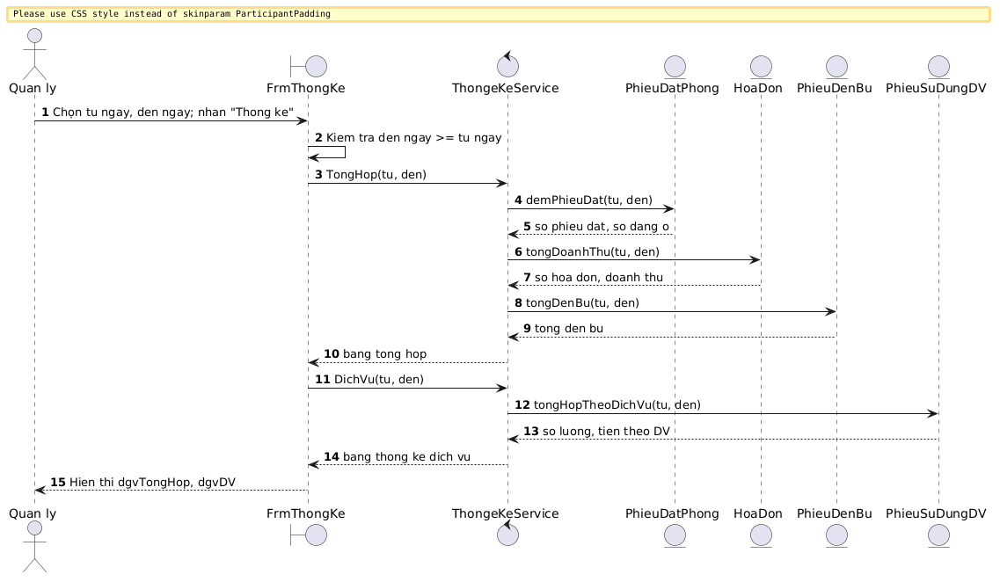 Please use CSS style instead of skinparam ParticipantPadding
Quan ly
FrmThongKe
ThongeKeService
PhieuDatPhong
HoaDon
PhieuDenBu
PhieuSuDungDV
1 Chọn tu ngay, den ngay; nhan "Thong ke"
2 Kiem tra den ngay >= tu ngay
3 TongHop(tu, den)
4 demPhieuDat(tu, den)
5 so phieu dat, so dang o
6 tongDoanhThu(tu, den)
7 so hoa don, doanh thu
8 tongDenBu(tu, den)
9 tong den bu
10 bang tong hop
11 DichVu(tu, den)
12 tongHopTheoDichVu(tu, den)
13 so luong, tien theo DV
14 bang thong ke dich vu
15 Hien thi dgvTongHop, dgvDV
Quan ly
FrmThongKe
ThongeKeService
PhieuDatPhong
HoaDon
PhieuDenBu
PhieuSuDungDV